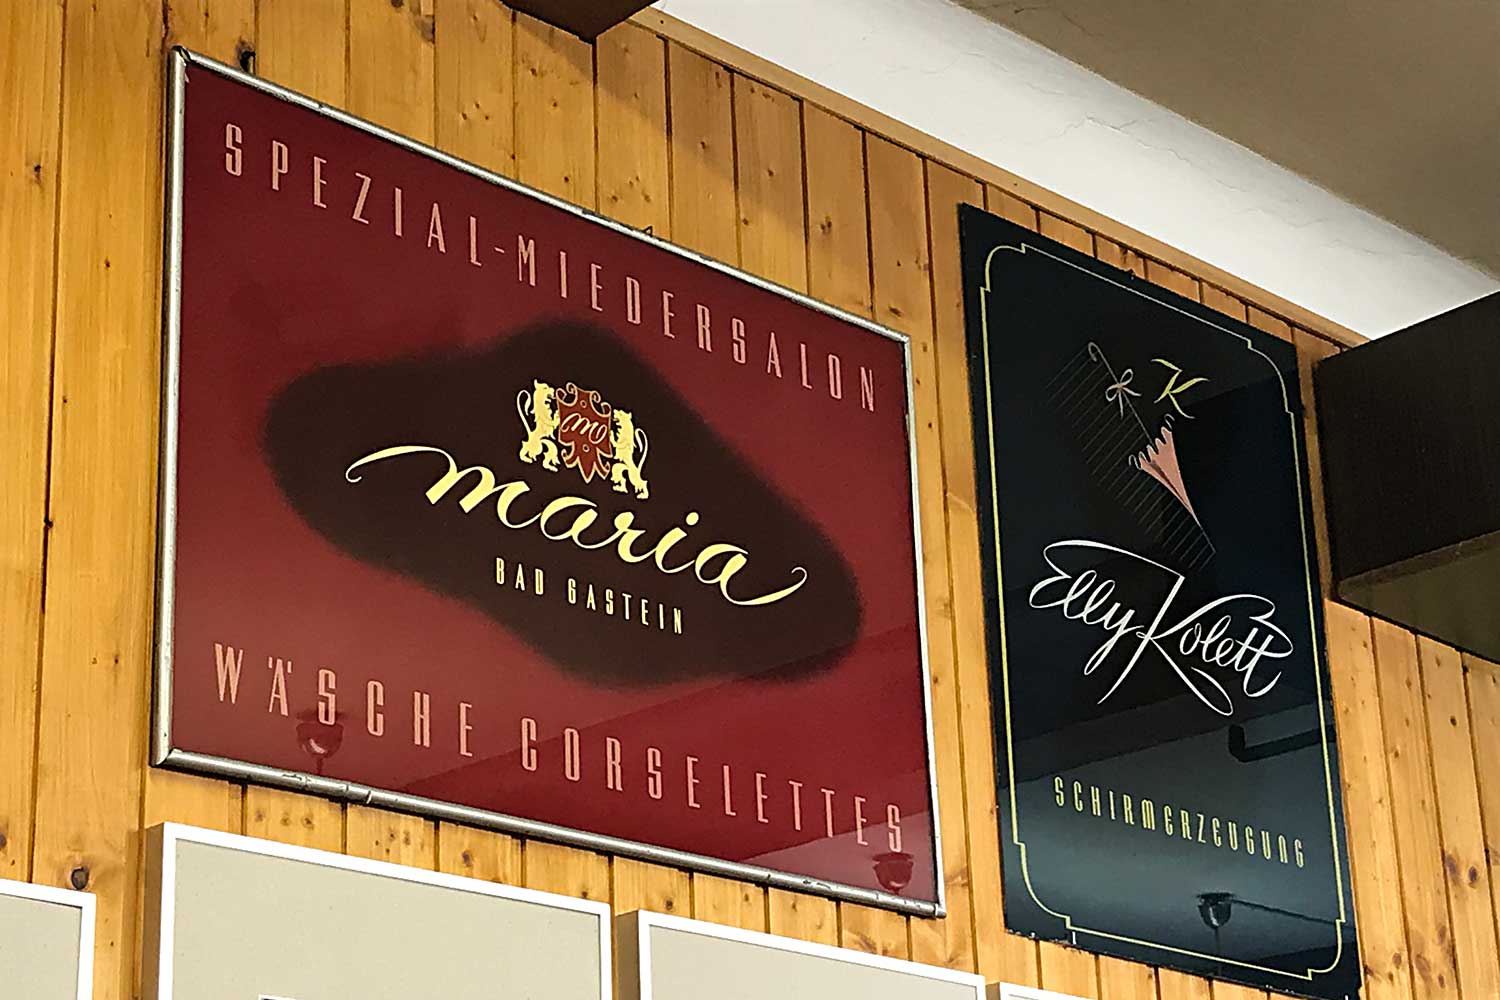 SPEZIAL-MIEDERSALON
m
maria
BAD GASTEIN
WÄSCHE CORSELETTES
K
Elly Kolett
SCHIRMERZEUGUNG